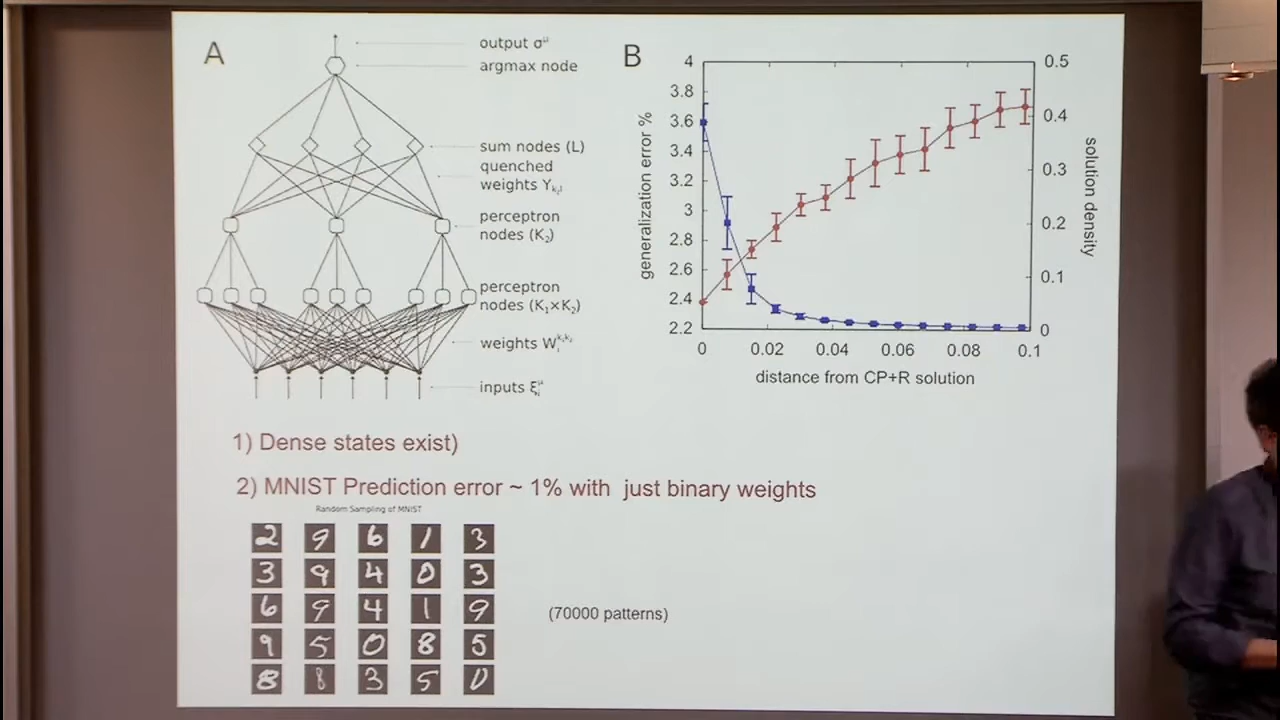 A
output σᵘ
argmax node
sum nodes (L)
quenched
weights Yₖ₂ₗ
perceptron
nodes (K₂)
perceptron
nodes (K₁×K₂)
weights Wᵢᵏ¹ᵏ²
inputs ξᵢᵘ
B
generalization error %
4
3.8
3.6
3.4
3.2
3
2.8
2.6
2.4
2.2
0.5
0.4
0.3
0.2
0.1
0
solution density
0 0.02 0.04 0.06 0.08 0.1
distance from CP+R solution
1) Dense states exist)
2) MNIST Prediction error ~ 1% with just binary weights
Random Sampling of MNIST
2 9 6 1 3
3 9 4 0 3
6 9 4 1 9
9 5 0 8 5
8 8 3 5 0
(70000 patterns)